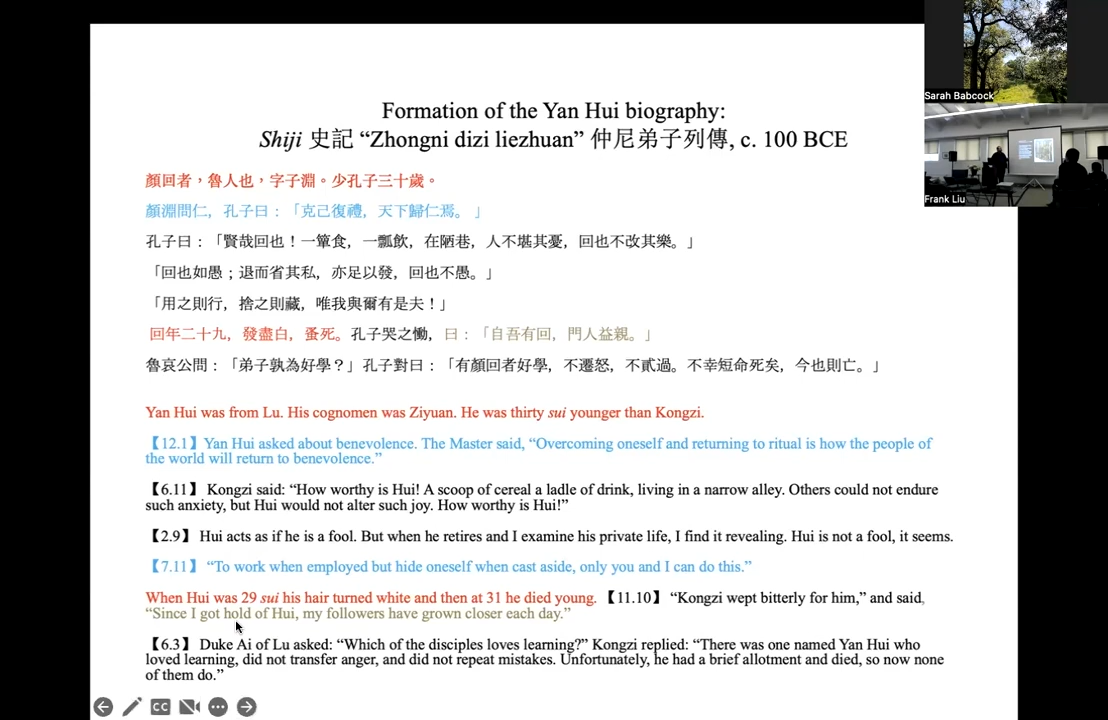 Formation of the Yan Hui biography:
Shiji 史記 “Zhongni dizi liezhuan” 仲尼弟子列傳, c. 100 BCE
Sarah Babcock
Frank Liu
顏回者，魯人也，字子淵。少孔子三十歲。
顏淵問仁，孔子曰：「克己復禮，天下歸仁焉。」
孔子曰：「賢哉回也！一簞食，一瓢飲，在陋巷，人不堪其憂，回也不改其樂。」
「回也如愚；退而省其私，亦足以發，回也不愚。」
「用之則行，捨之則藏，唯我與爾有是夫！」
回年二十九，發盡白，蚤死。孔子哭之慟，曰：「自吾有回，門人益親。」
魯哀公問：「弟子孰為好學？」孔子對曰：「有顏回者好學，不遷怒，不貳過。不幸短命死矣，今也則亡。」
Yan Hui was from Lu. His cognomen was Ziyuan. He was thirty sui younger than Kongzi.
【12.1】Yan Hui asked about benevolence. The Master said, “Overcoming oneself and returning to ritual is how the people of
the world will return to benevolence.”
【6.11】 Kongzi said: “How worthy is Hui! A scoop of cereal a ladle of drink, living in a narrow alley. Others could not endure
such anxiety, but Hui would not alter such joy. How worthy is Hui!”
【2.9】 Hui acts as if he is a fool. But when he retires and I examine his private life, I find it revealing. Hui is not a fool, it seems.
【7.11】 “To work when employed but hide oneself when cast aside, only you and I can do this.”
When Hui was 29 sui his hair turned white and then at 31 he died young. 【11.10】 “Kongzi wept bitterly for him,” and said,
“Since I got hold of Hui, my followers have grown closer each day.”
【6.3】 Duke Ai of Lu asked: “Which of the disciples loves learning?” Kongzi replied: “There was one named Yan Hui who
loved learning, did not transfer anger, and did not repeat mistakes. Unfortunately, he had a brief allotment and died, so now none
of them do.”
CC